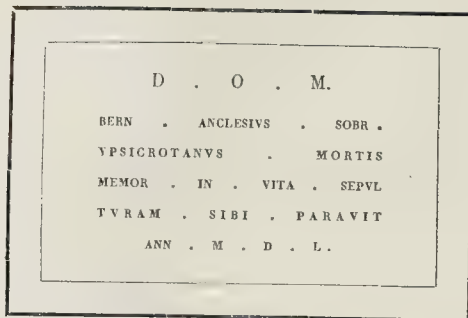 D . O . M.
BERN . ANCLESIVS . SOBR .
YPSICROTANVS . MORTIS
MEMOR . IN . VITA . SEPVL
TVRAM . SIBI . PARAVIT
ANN . M . D . L .